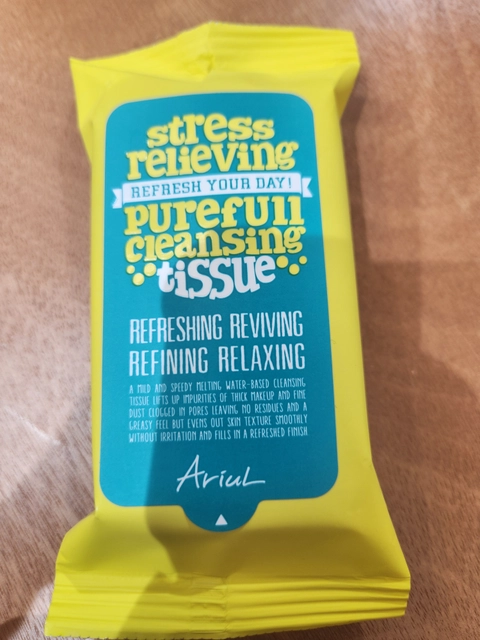 stress
relieving
REFRESH YOUR DAY!
purefull
cleansing
tissue
REFRESHING REVIVING
REFINING RELAXING
A MILD AND SPEEDY MELTING WATER-BASED CLEANSING
TISSUE LIFTS UP IMPURITIES OF THICK MAKEUP AND FINE
DUST CLOGGED IN PORES LEAVING NO RESIDUES AND A
GREASY FEEL BUT EVENS OUT SKIN TEXTURE SMOOTHLY
WITHOUT IRRITATION AND FILLS IN A REFRESHED FINISH.
Ariul